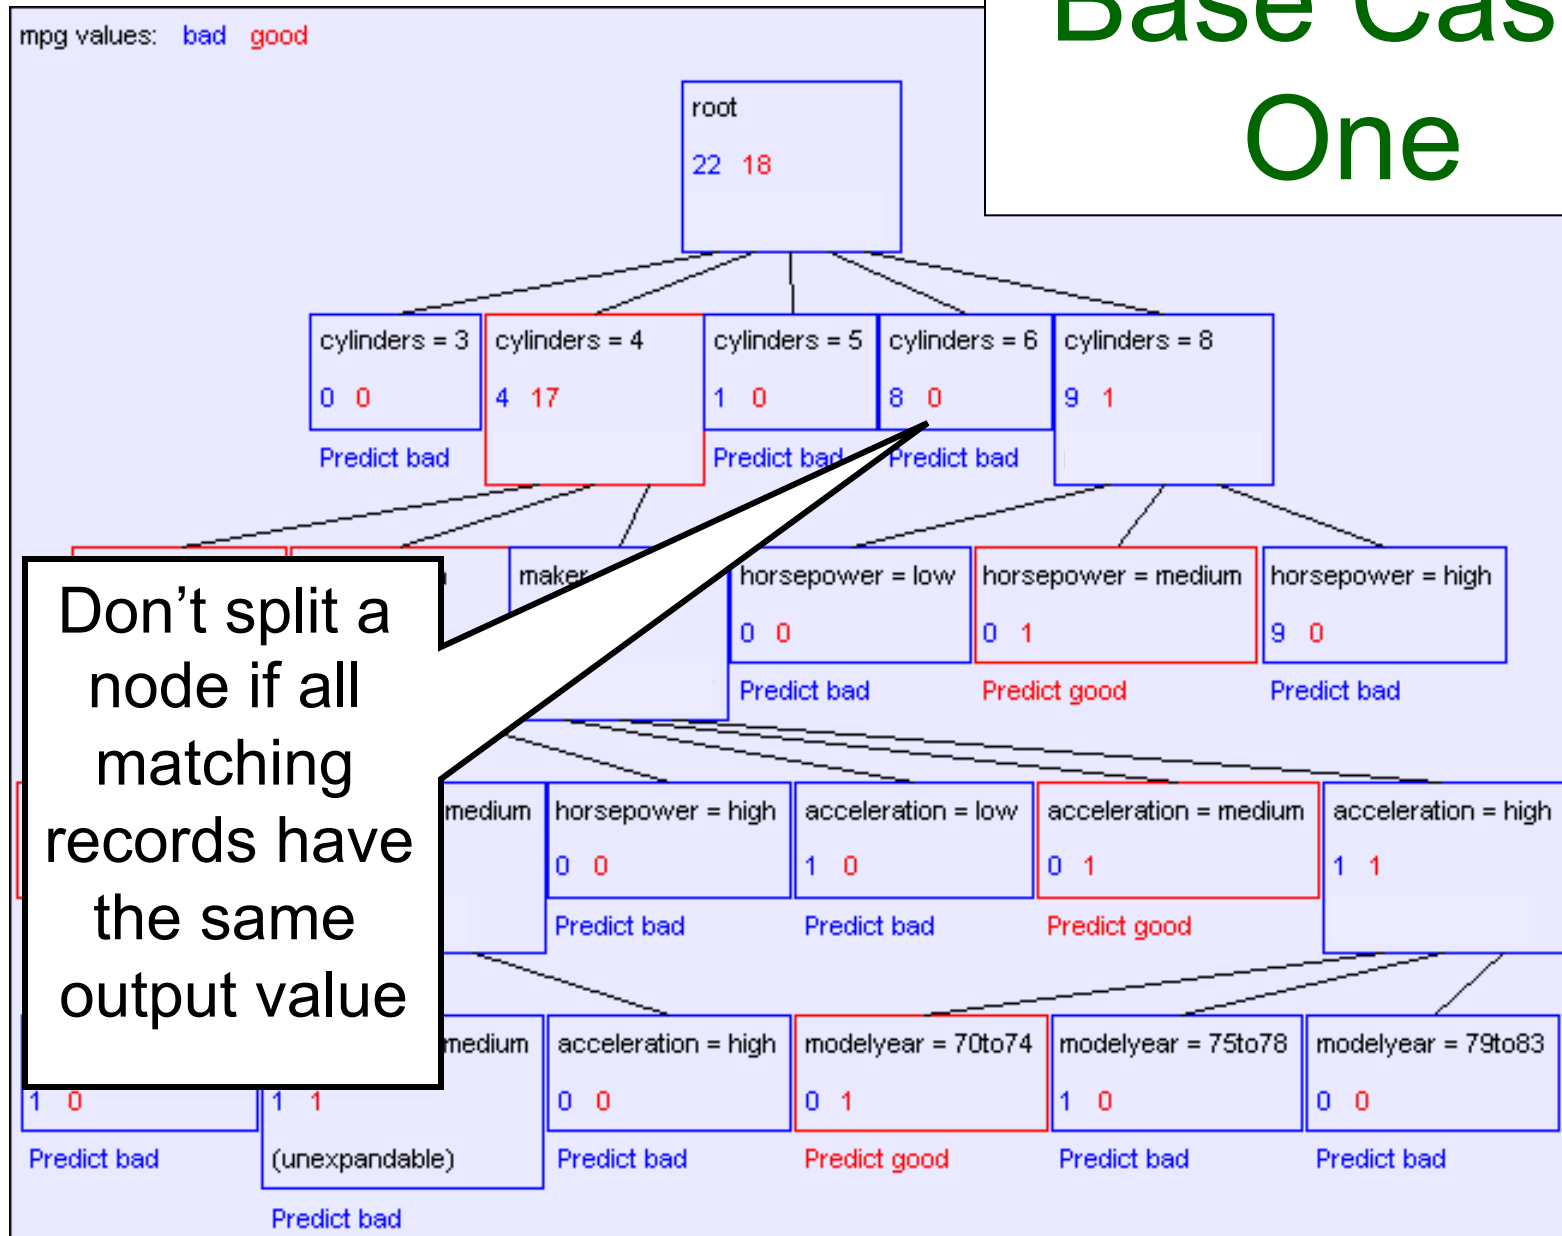 Base Cas
One
mpg values: bad good
root
22 18
cylinders = 3 cylinders = 4 cylinders = 5 cylinders = 6 cylinders = 8
0 0 4 17 1 0 8 0 9 1
Predict bad Predict bad Predict bad
maker horsepower = low horsepower = medium horsepower = high
0 0 0 1 9 0
Predict bad Predict good Predict bad
Don't split a
node if all
matching
records have
the same
output value
medium horsepower = high acceleration = low acceleration = medium acceleration = high
0 0 1 0 0 1 1 1
Predict bad Predict bad Predict good
medium acceleration = high modelyear = 70to74 modelyear = 75to78 modelyear = 79to83
1 0 1 1 0 0 0 1 1 0 0 0
Predict bad (unexpandable) Predict bad Predict good Predict bad Predict bad
Predict bad